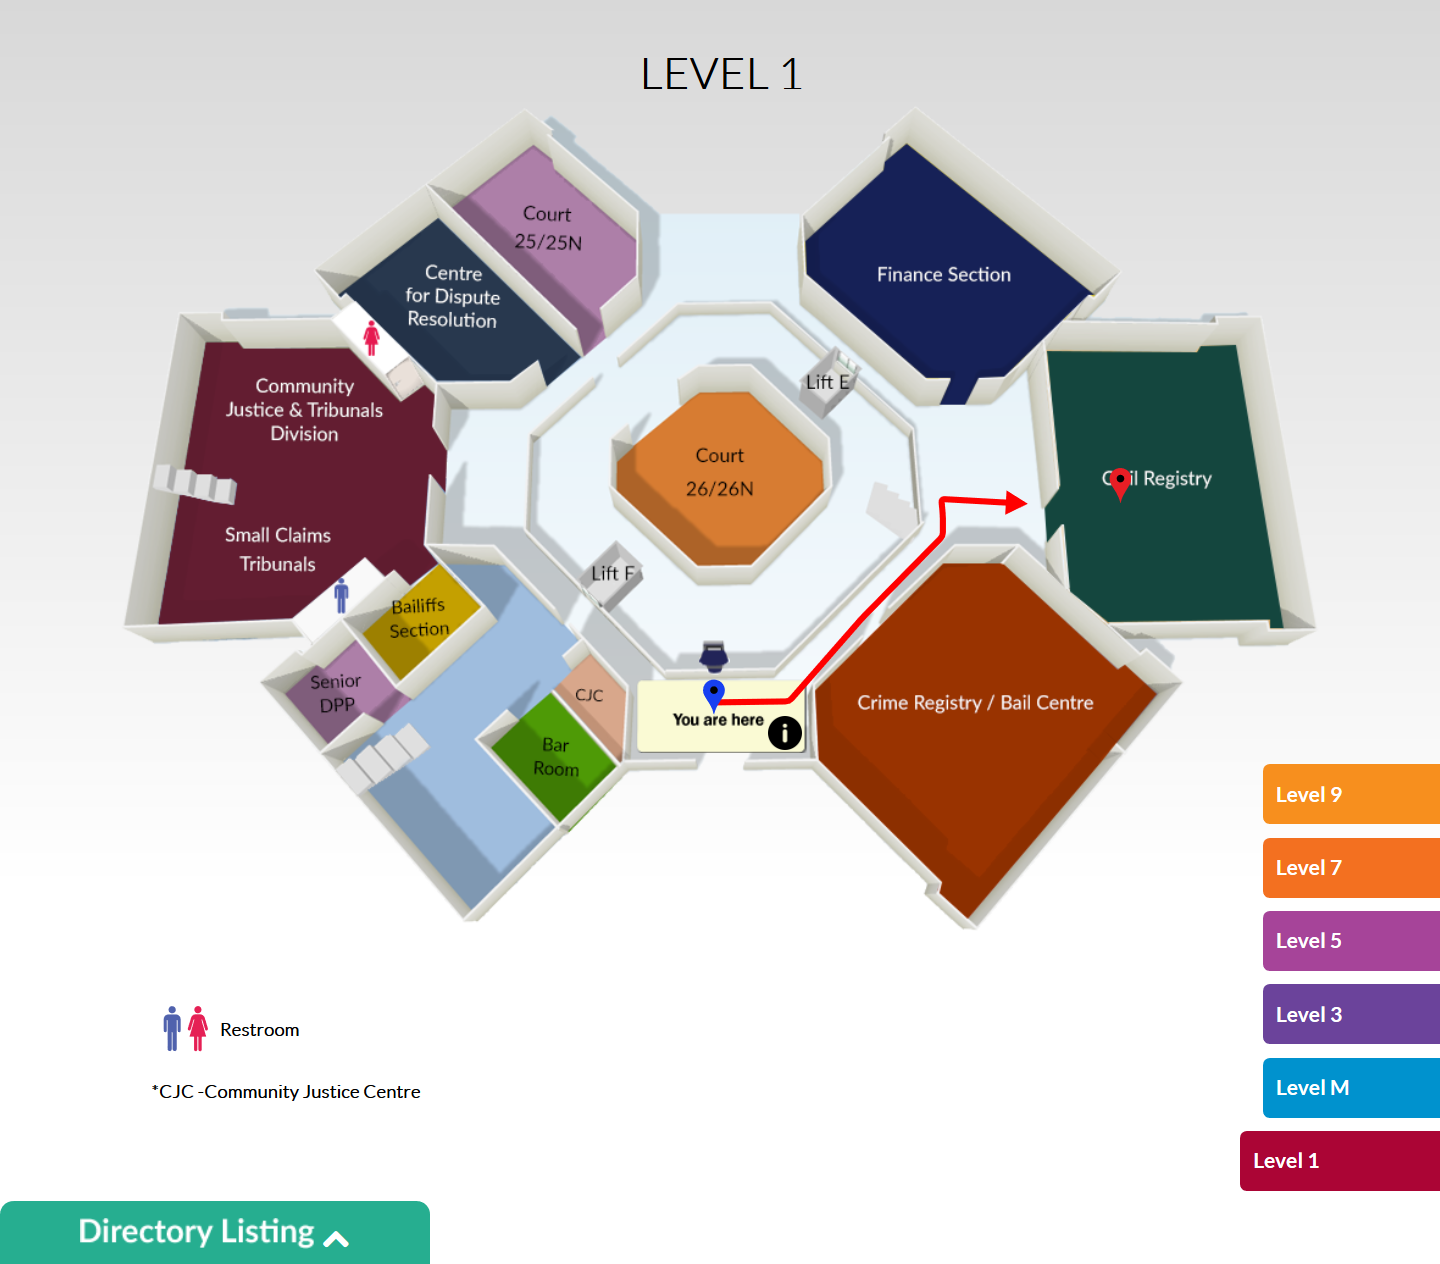 LEVEL 1
Court
25/25N
Centre
for Dispute
Resolution
Finance Section
Community
Justice & Tribunals
Division
Lift E
Court
26/26N
Registry
Small Claims
Tribunals
Lift F
Bailiffs
Section
Senior
DPP
CJC
You are here
Crime Registry / Bail Centre
Bar
Room
Level 9
Level 7
Level 5
Level 3
Level M
Level 1
Restroom
*CJC -Community Justice Centre
Directory Listing